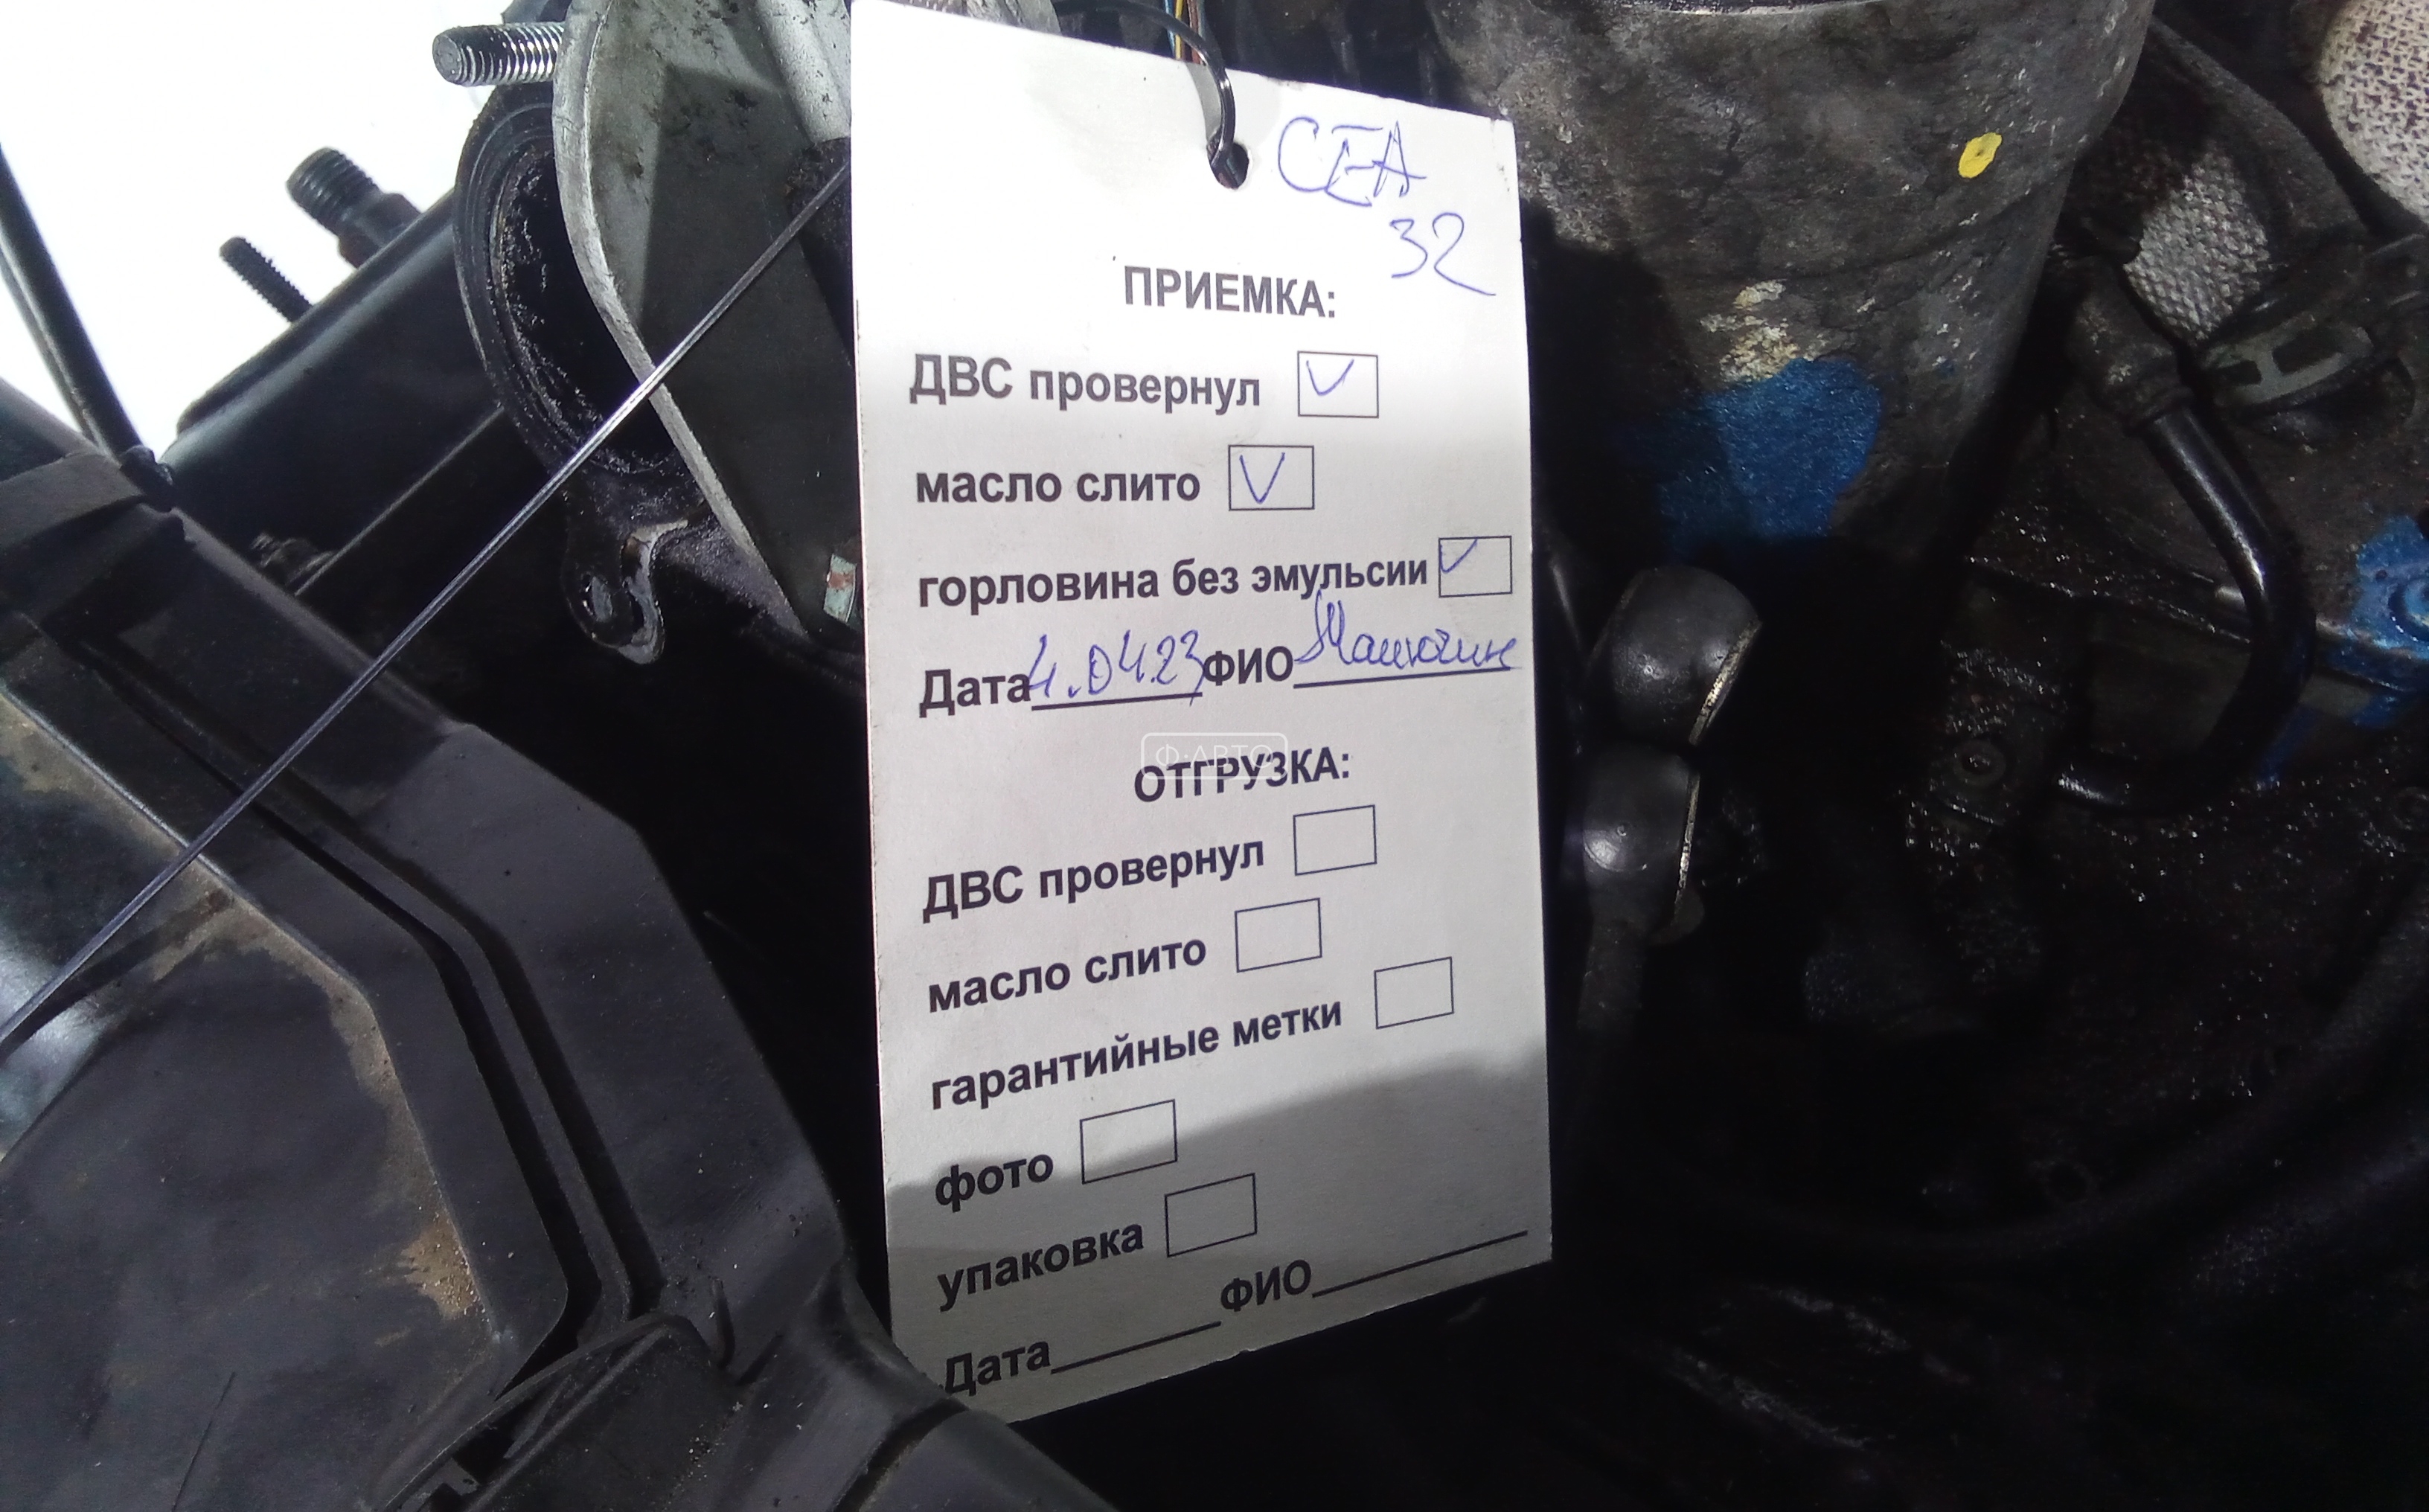 СЕА
32
ПРИЕМКА:
ДВС провернул
масло слито
горловина без эмульсии
Дата 4.04.23 ФИО
Ф·АВТО
ОТГРУЗКА:
ДВС провернул
масло слито
гарантийные метки
фото
упаковка
Дата ФИО